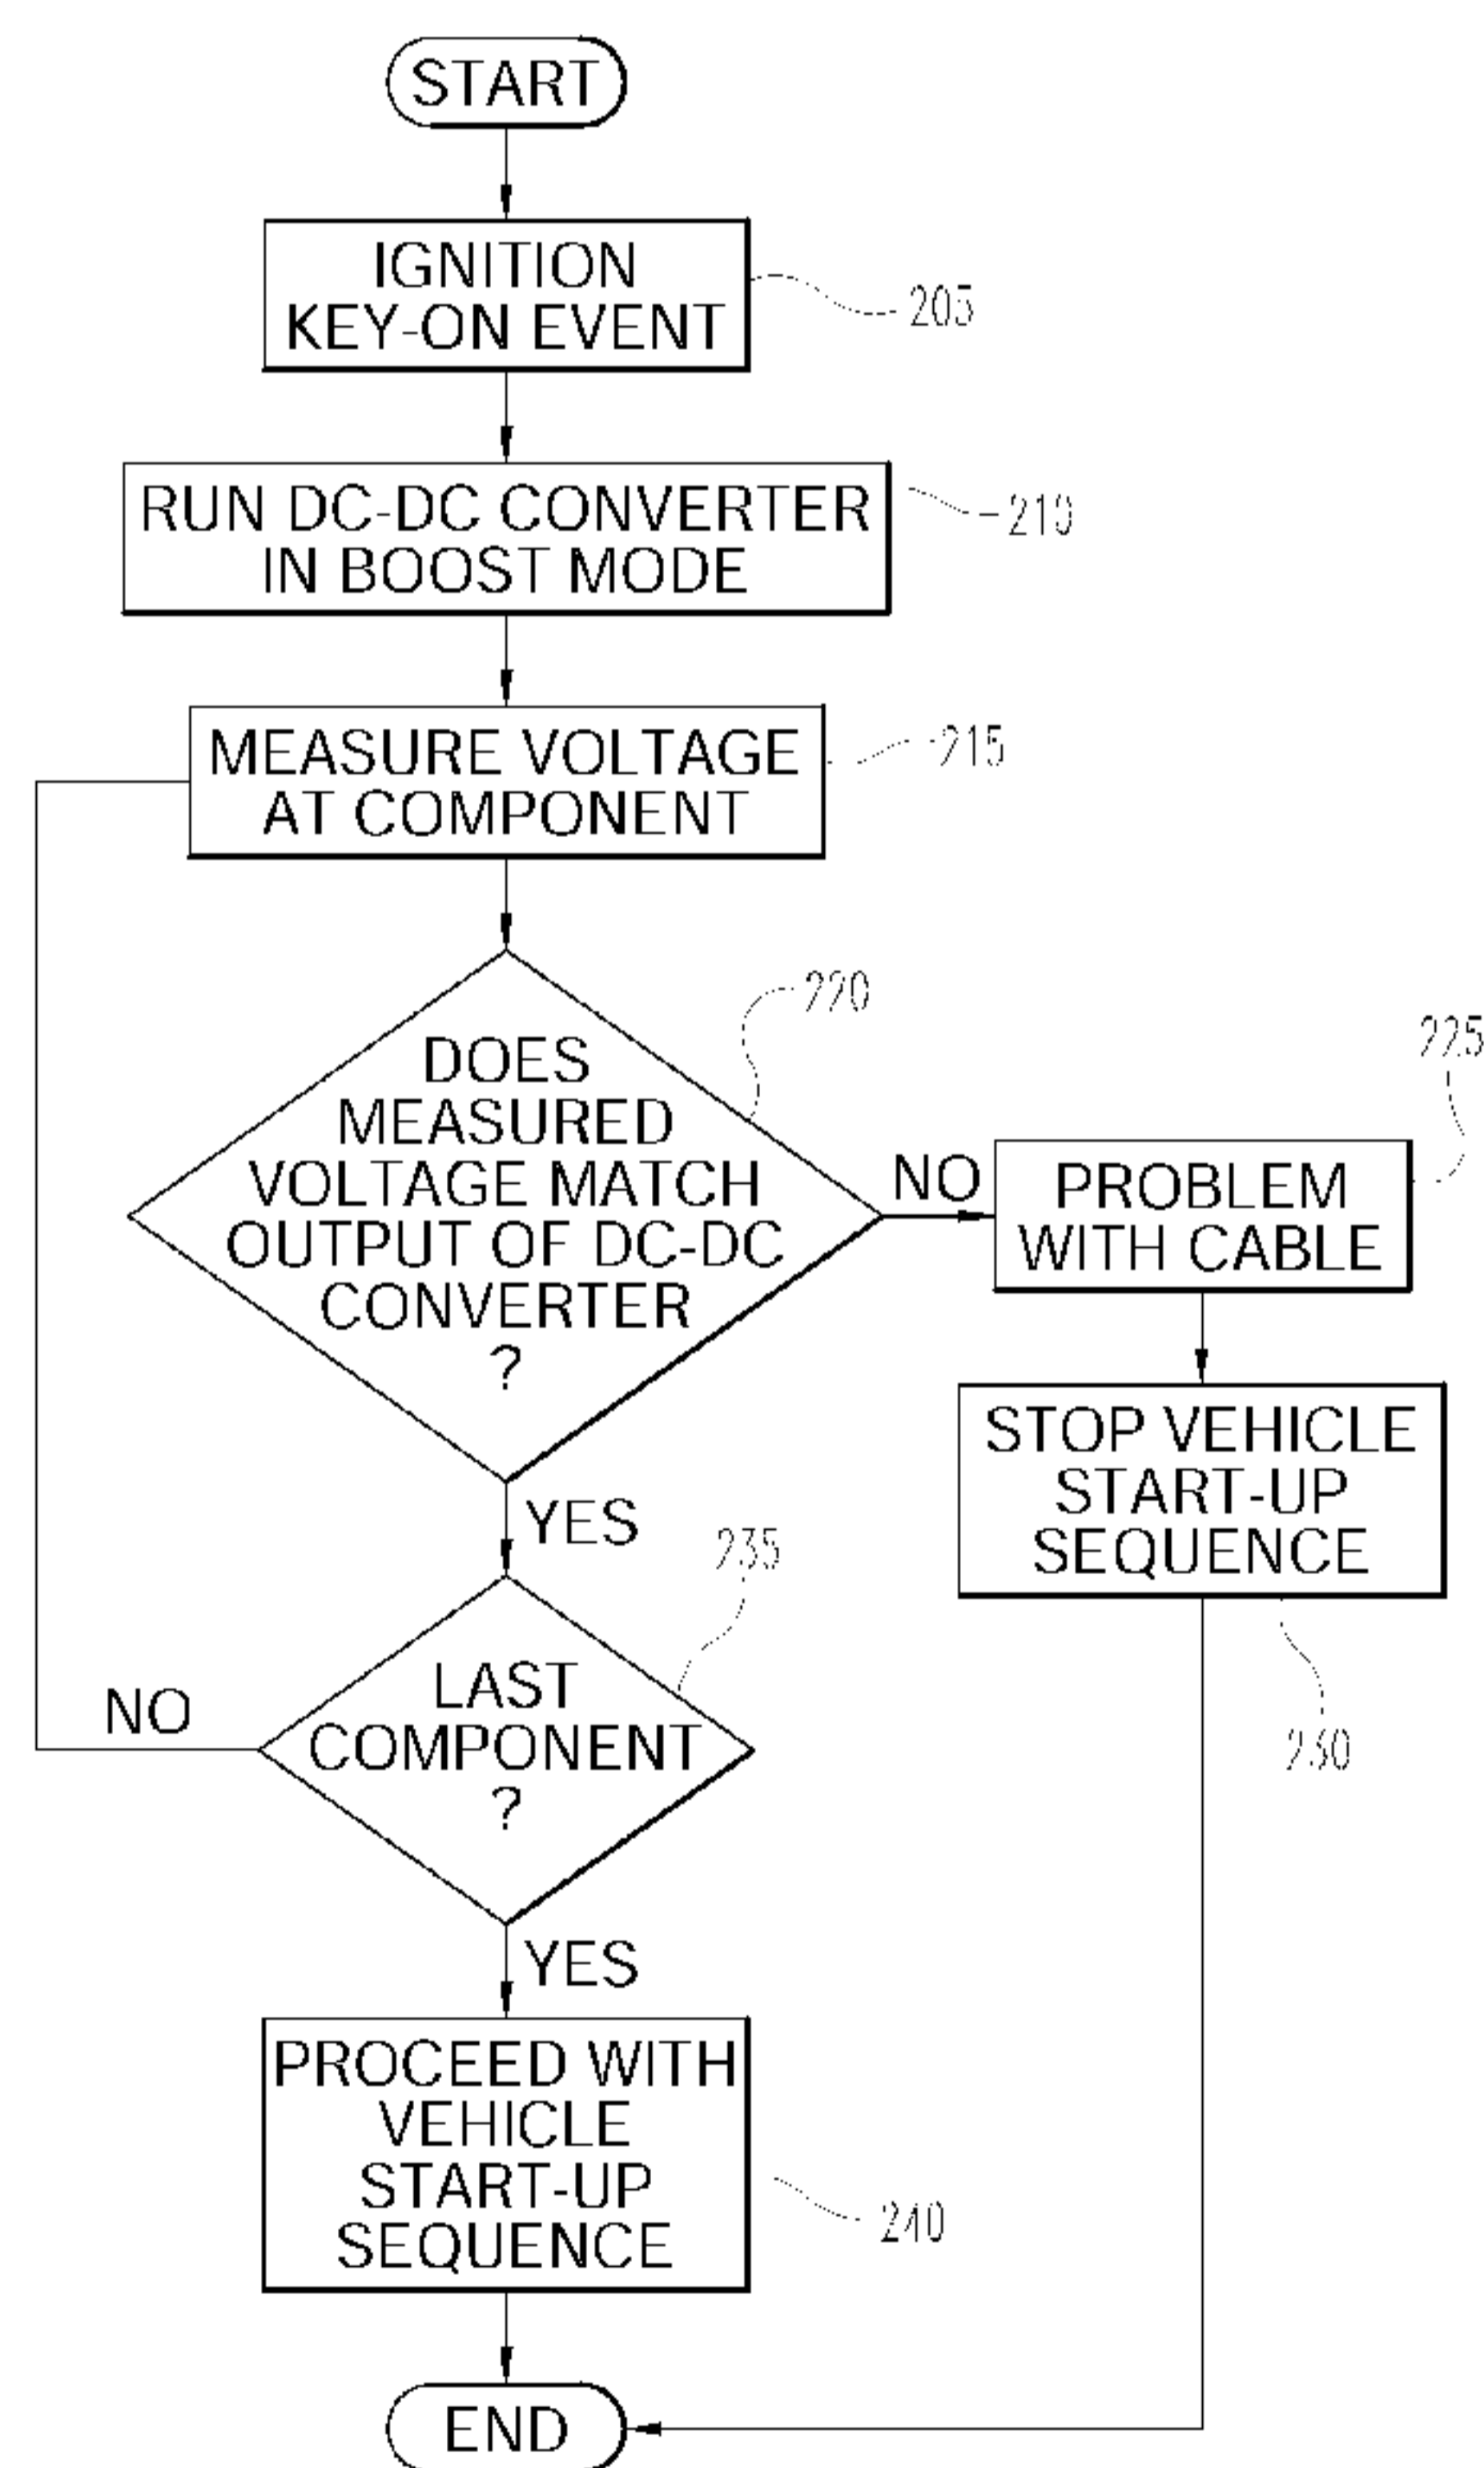 START
IGNITION
KEY-ON EVENT
205
RUN DC-DC CONVERTER
IN BOOST MODE
210
MEASURE VOLTAGE
AT COMPONENT
215
DOES
MEASURED
VOLTAGE MATCH
OUTPUT OF DC-DC
CONVERTER
?
220
NO
PROBLEM
WITH CABLE
225
STOP VEHICLE
START-UP
SEQUENCE
230
YES
LAST
COMPONENT
?
235
NO
YES
PROCEED WITH
VEHICLE
START-UP
SEQUENCE
240
END